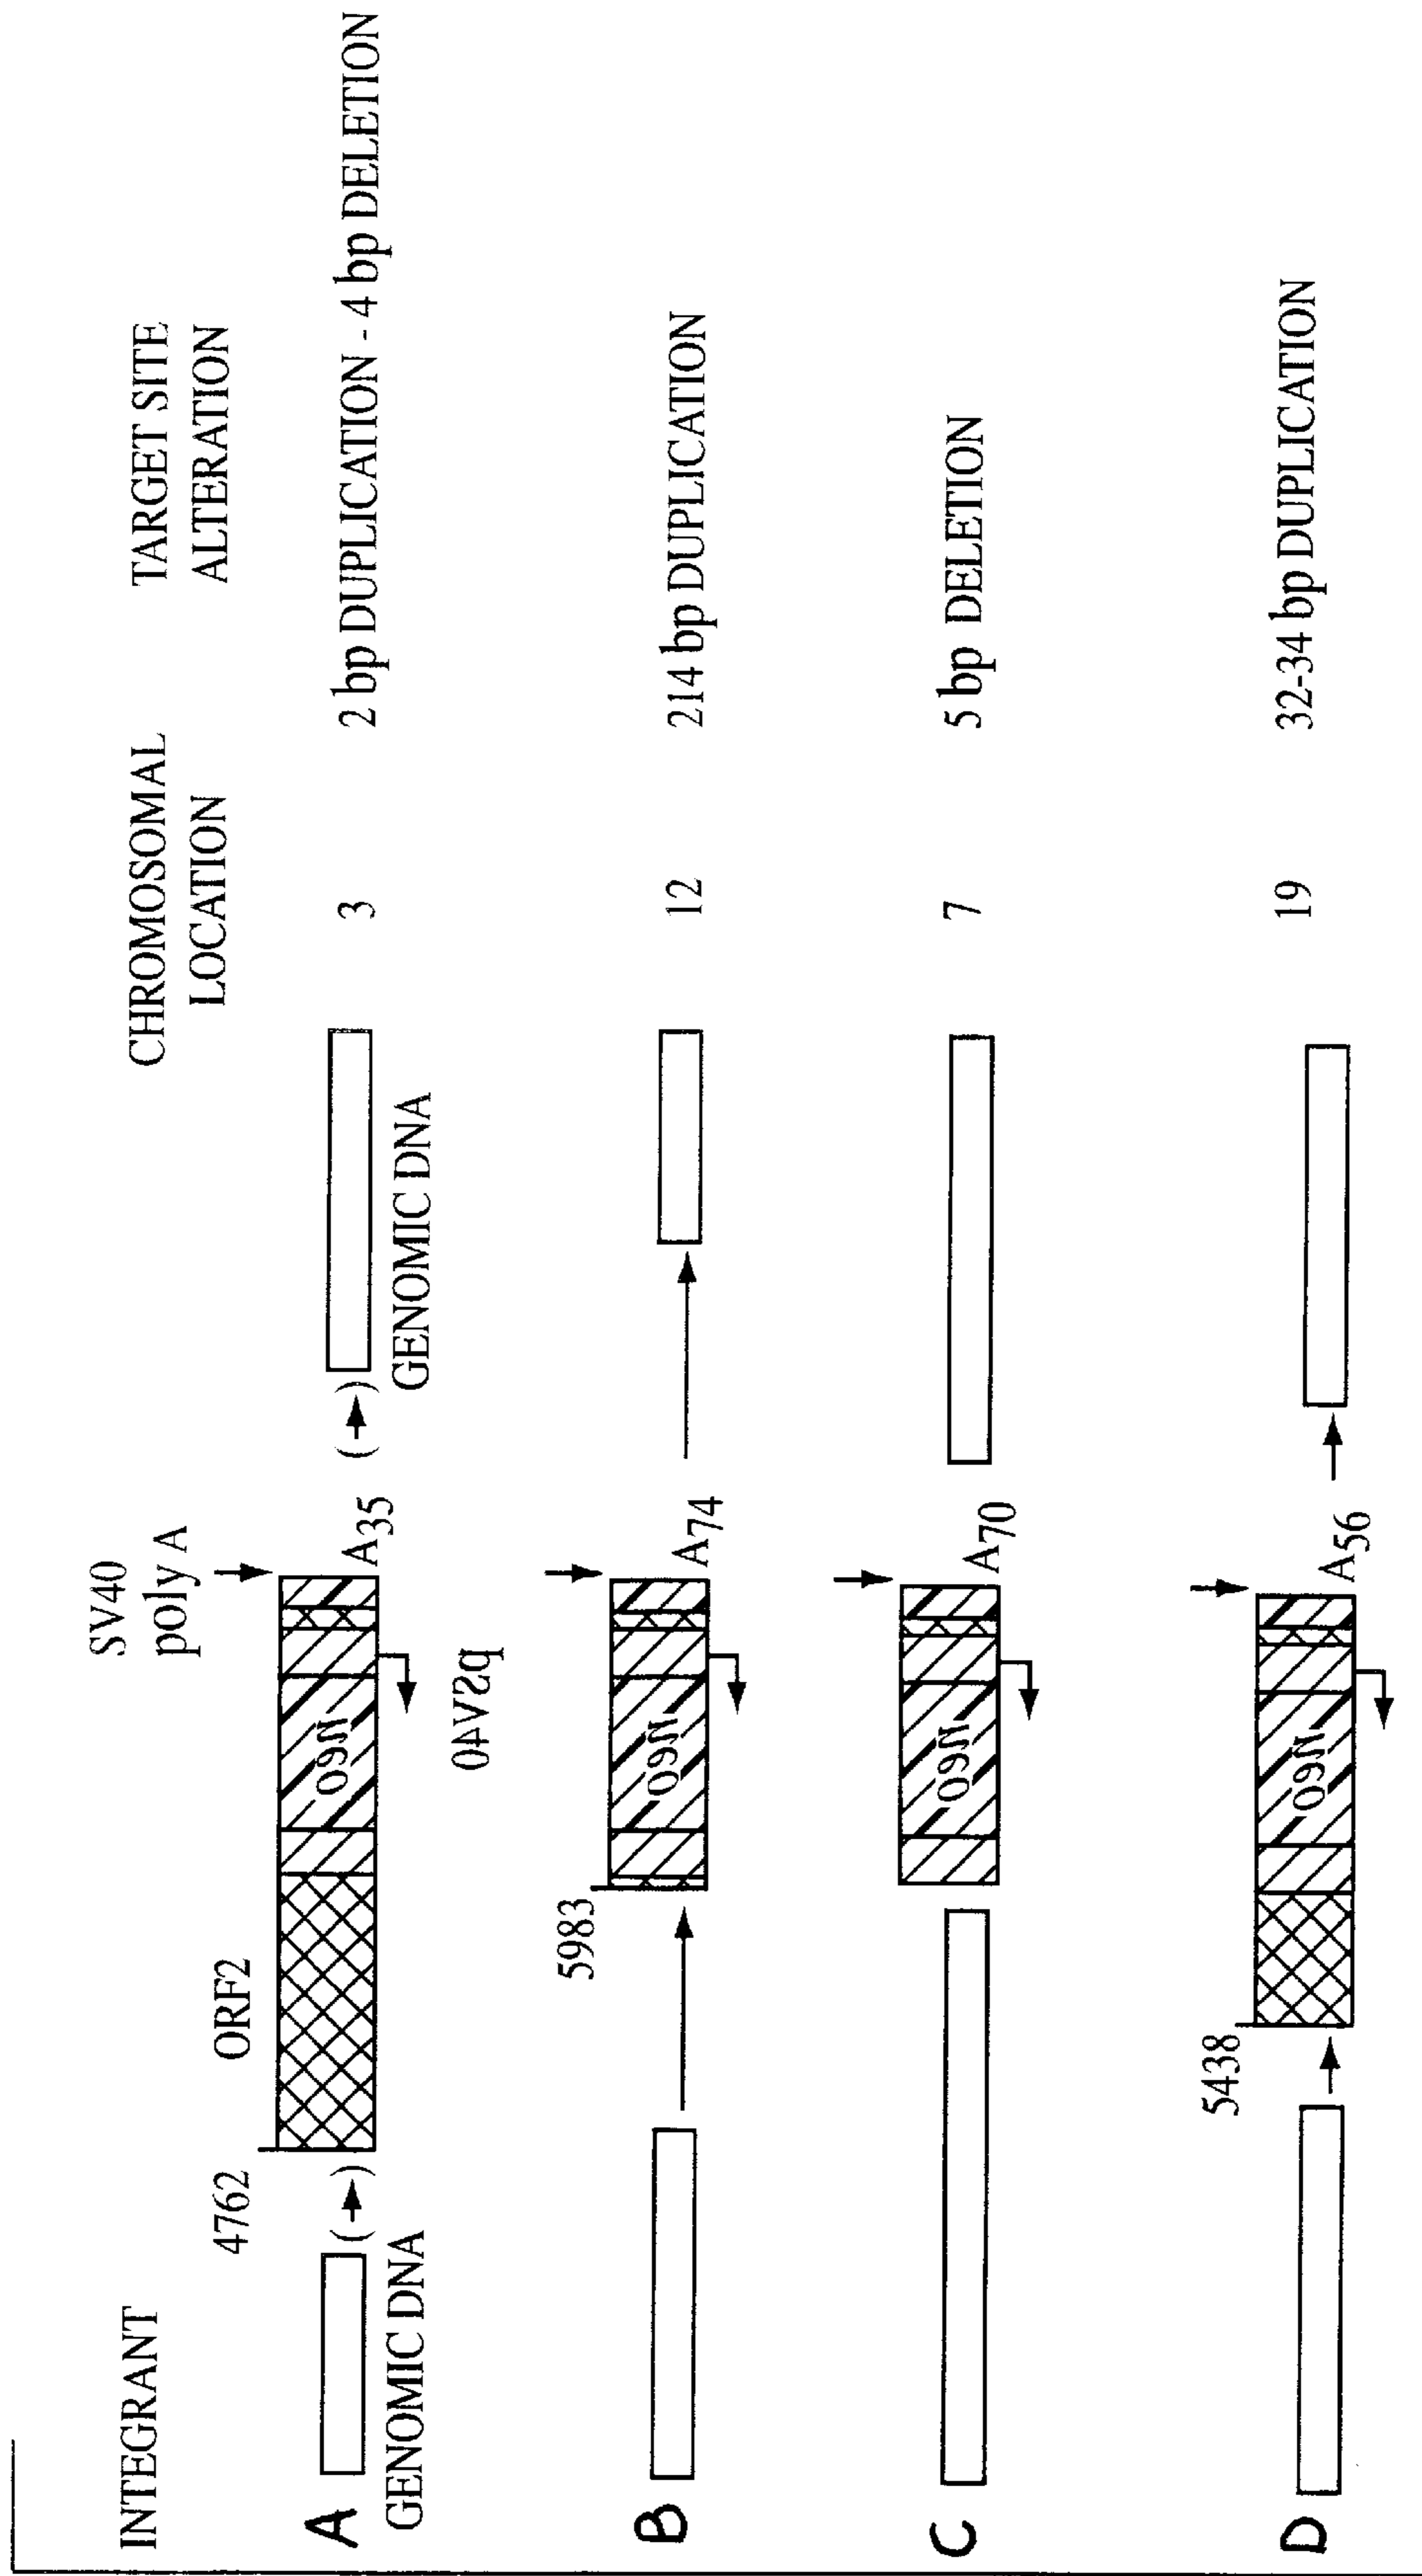 INTEGRANT
SV40
poly A
CHROMOSOMAL
LOCATION
TARGET SITE
ALTERATION
4762
ORF2
A
(→)
Neo
A35
(→)
3
2 bp DUPLICATION - 4 bp DELETION
GENOMIC DNA
pSV40
GENOMIC DNA
5983
B
Neo
A74
12
214 bp DUPLICATION
C
Neo
A70
7
5 bp DELETION
5438
D
Neo
A56
19
32-34 bp DUPLICATION